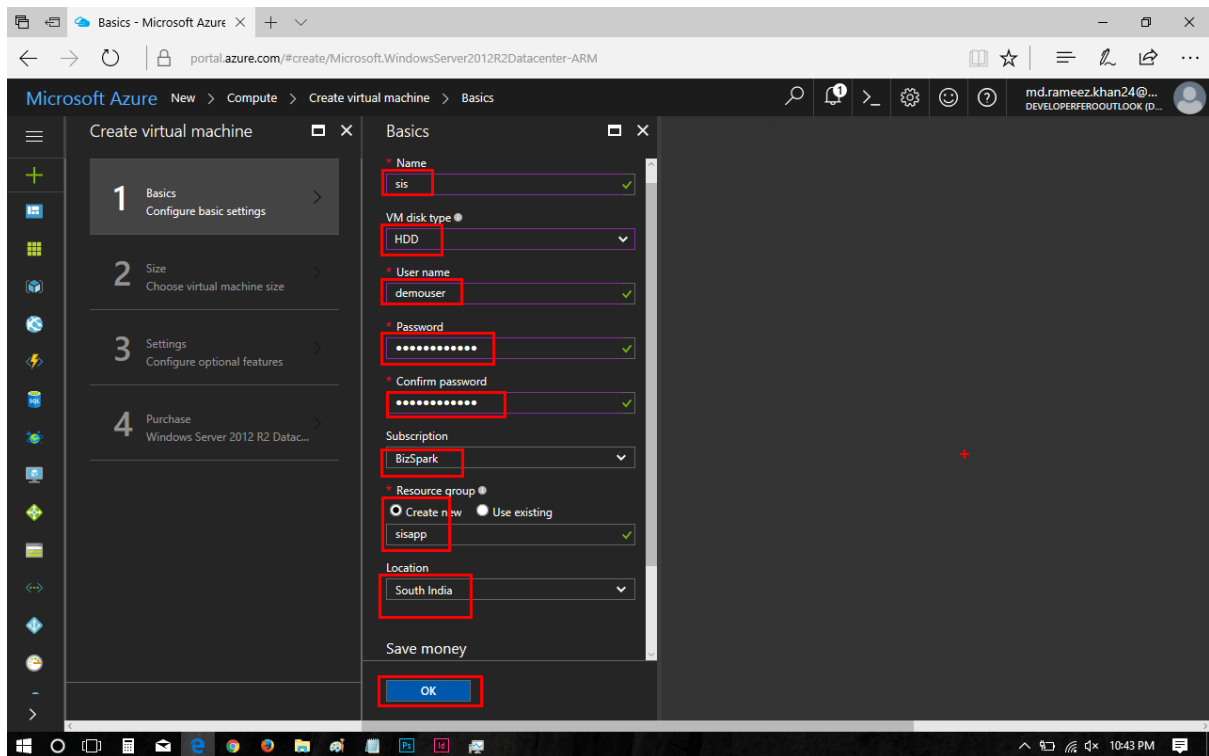 Basics - Microsoft Azure
portal.azure.com/#create/Microsoft.WindowsServer2012R2Datacenter-ARM
Microsoft Azure New > Compute > Create virtual machine > Basics
md.rameez.khan24@...
DEVELOPERFEROOUTLOOK (D...
Create virtual machine
1
Basics
Configure basic settings
2
Size
Choose virtual machine size
3
Settings
Configure optional features
4
Purchase
Windows Server 2012 R2 Datac...
Basics
* Name
sis
VM disk type
HDD
* User name
demouser
* Password
••••••••••••
* Confirm password
••••••••••••
Subscription
BizSpark
* Resource group
Create new Use existing
sisapp
Location
South India
Save money
OK
SQL
Ps
Id
10:43 PM